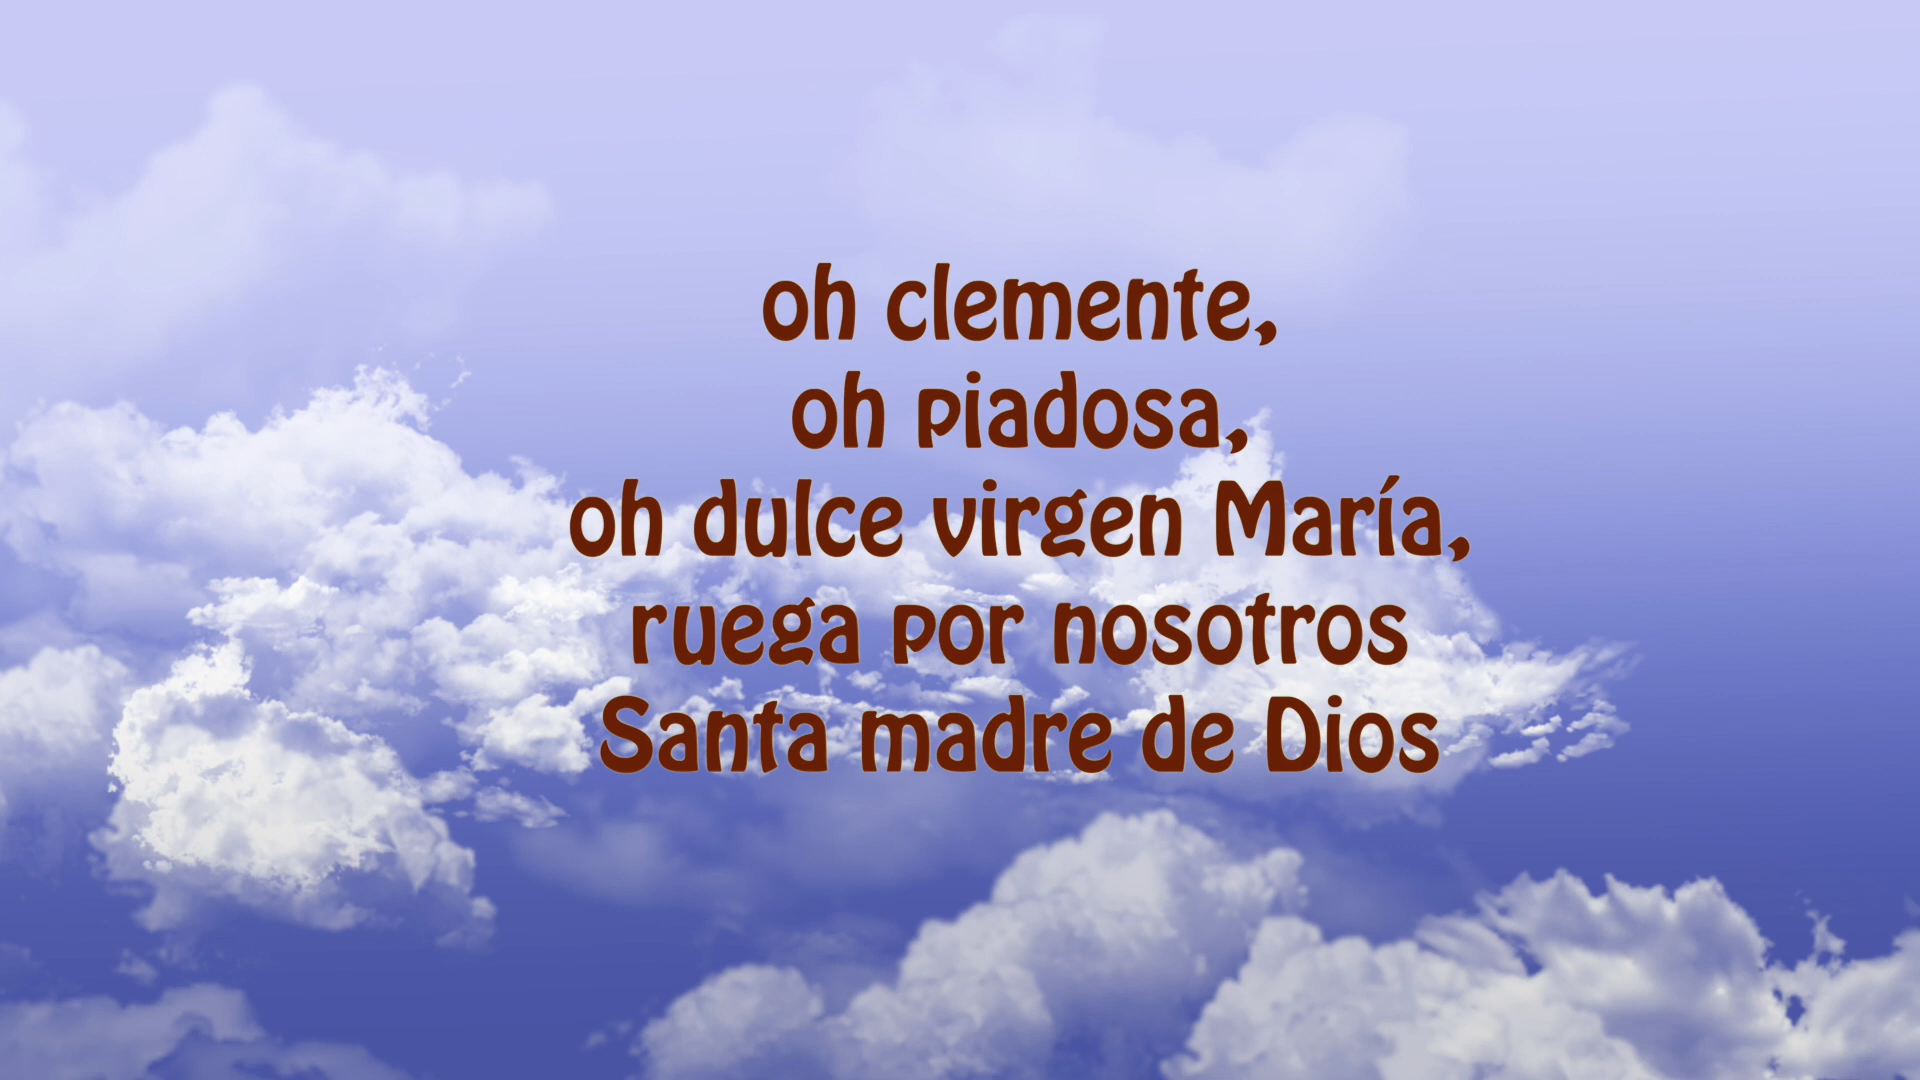 oh clemente,
oh piadosa,
oh dulce virgen María,
ruega por nosotros
Santa madre de Dios